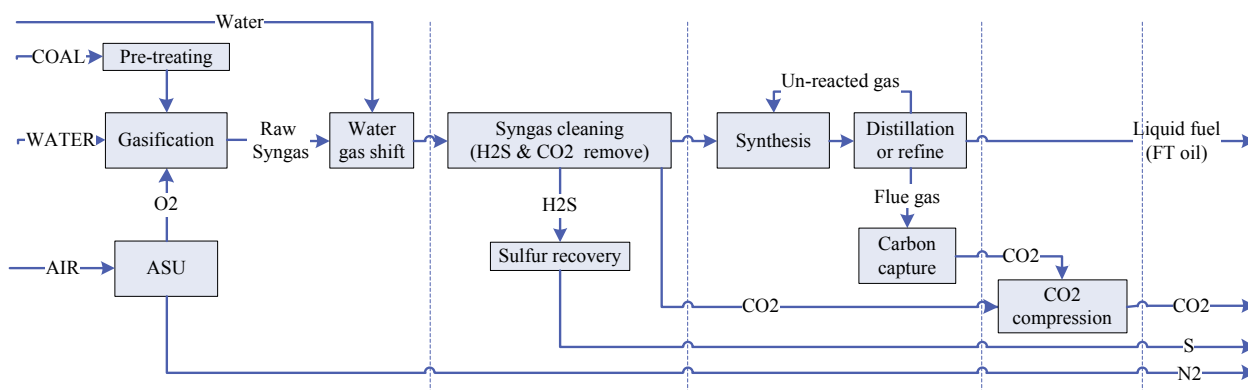 Water
COAL
Pre-treating
Un-reacted gas
WATER
Gasification
Raw
Syngas
Water
gas shift
Syngas cleaning
(H2S & CO2 remove)
Synthesis
Distillation
or refine
Liquid fuel
(FT oil)
O2
H2S
Flue gas
AIR
ASU
Sulfur recovery
Carbon
capture
CO2
CO2
CO2
compression
CO2
S
N2